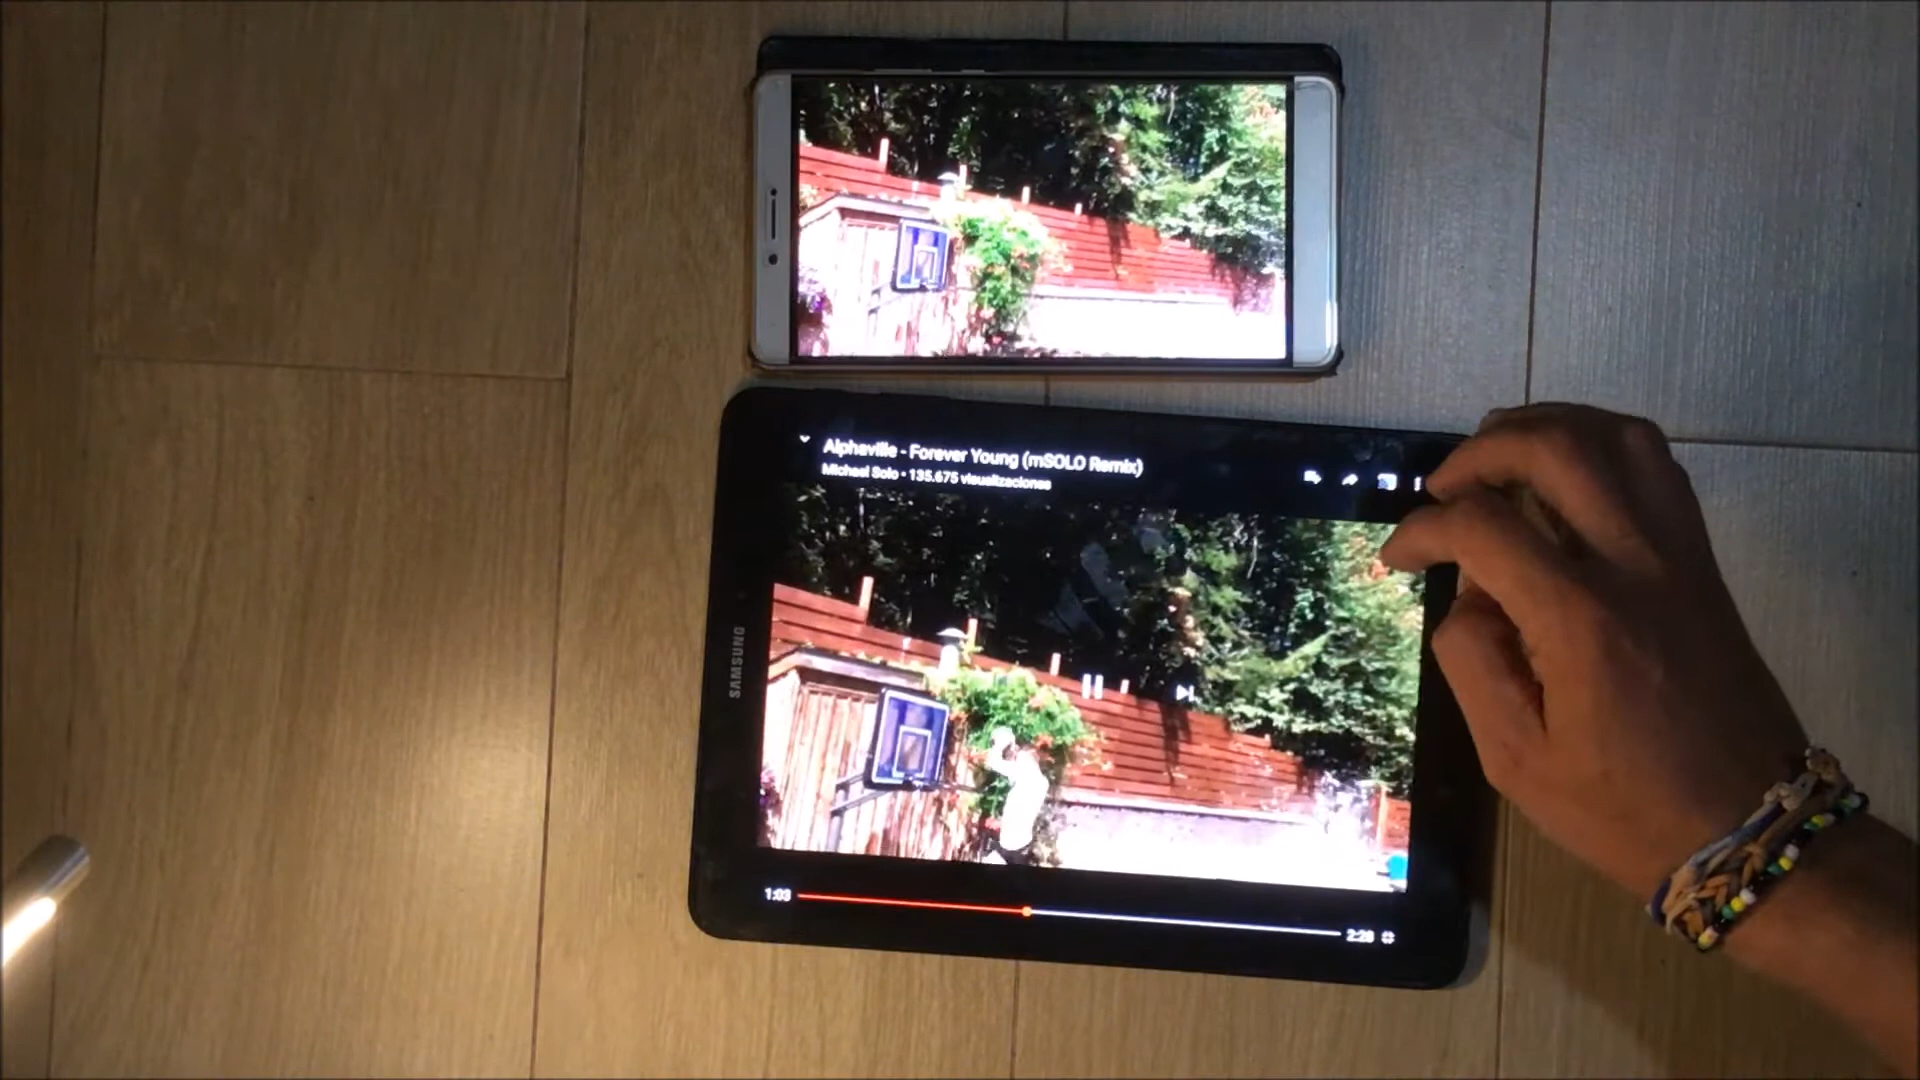 Alphaville - Forever Young (mSOLO Remix)
Michael Solo • 135.675 visualizaciones
SAMSUNG
1:03
2:28